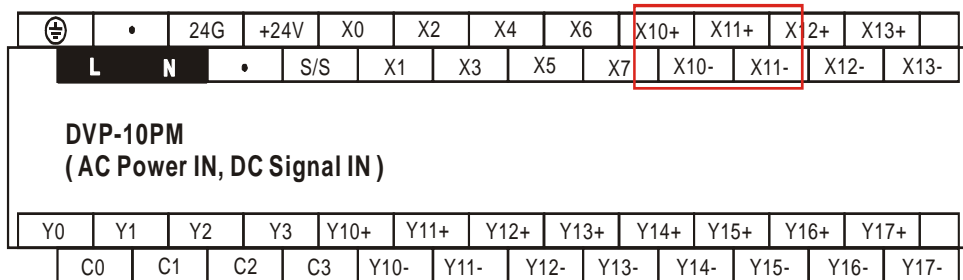 • 24G +24V X0 X2 X4 X6 X10+ X11+ X12+ X13+
L N • S/S X1 X3 X5 X7 X10- X11- X12- X13-
DVP-10PM
( AC Power IN, DC Signal IN )
Y0 Y1 Y2 Y3 Y10+ Y11+ Y12+ Y13+ Y14+ Y15+ Y16+ Y17+
C0 C1 C2 C3 Y10- Y11- Y12- Y13- Y14- Y15- Y16- Y17-